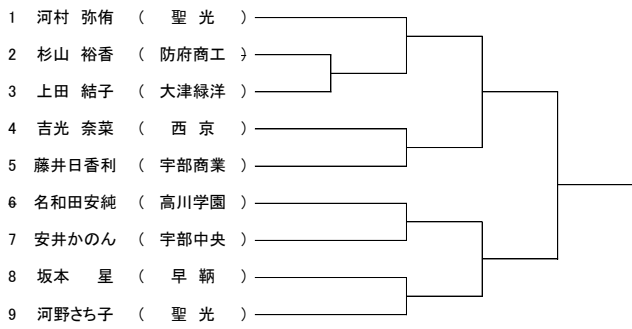 1 河村 弥侑 ( 聖 光 )
2 杉山 裕香 ( 防府商工 )
3 上田 結子 ( 大津緑洋 )
4 吉光 奈菜 ( 西 京 )
5 藤井日香利 ( 宇部商業 )
6 名和田安純 ( 高川学園 )
7 安井かのん ( 宇部中央 )
8 坂本 星 ( 早 鞆 )
9 河野さち子 ( 聖 光 )